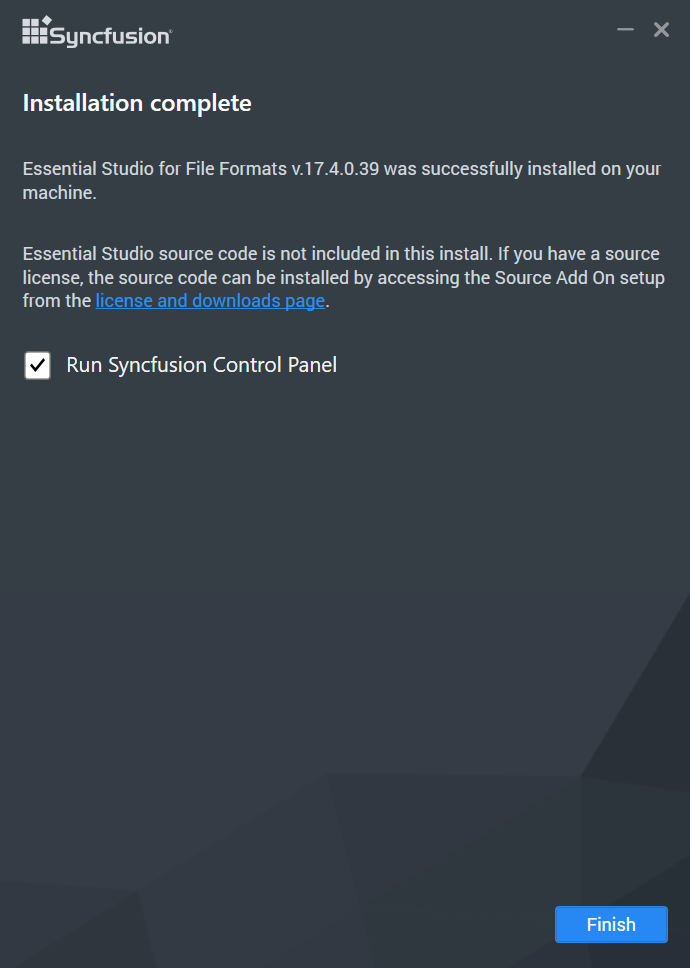 Syncfusion®
Installation complete
Essential Studio for File Formats v.17.4.0.39 was successfully installed on your
machine.
Essential Studio source code is not included in this install. If you have a source
license, the source code can be installed by accessing the Source Add On setup
from the license and downloads page.
Run Syncfusion Control Panel
Finish